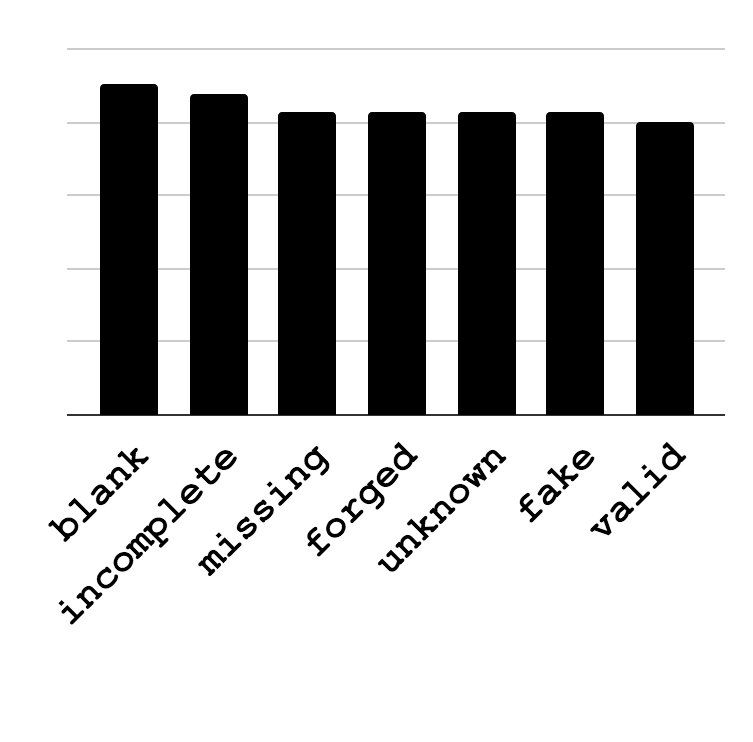 blank
incomplete
missing
forged
unknown
fake
valid